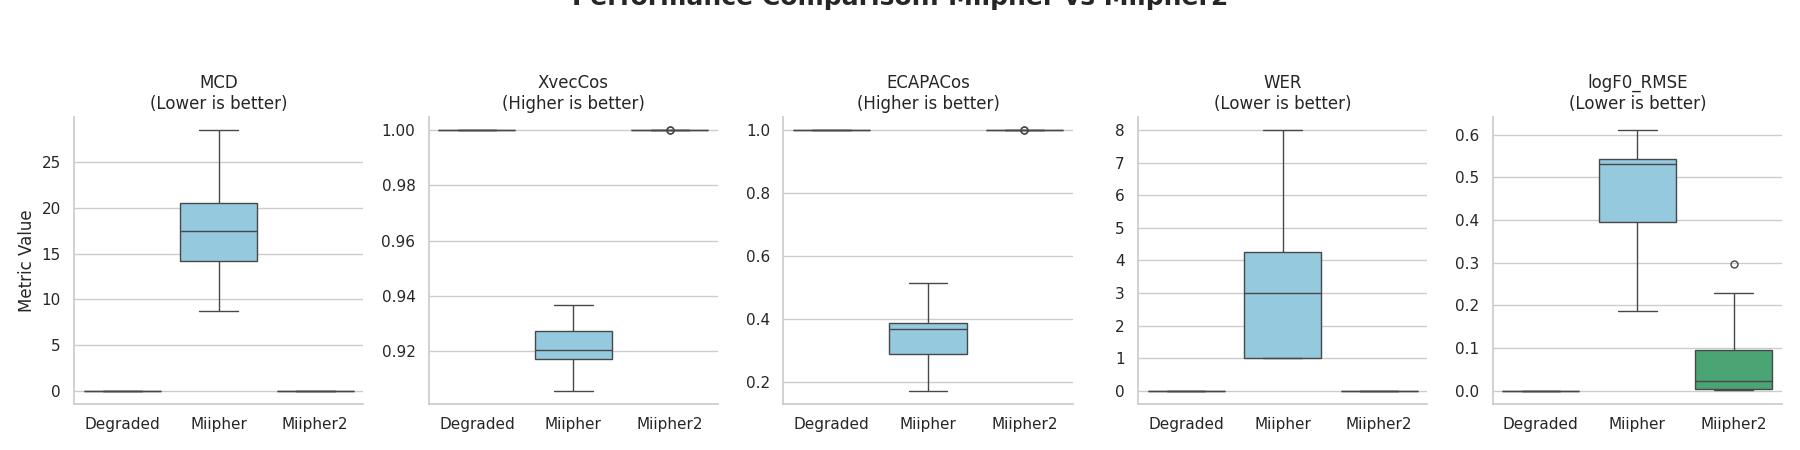 Performance Comparison: Miipher vs Miipher2
MCD
(Lower is better)
XvecCos
(Higher is better)
ECAPACos
(Higher is better)
WER
(Lower is better)
logF0_RMSE
(Lower is better)
Metric Value
25
20
15
10
5
0
Degraded
Miipher
Miipher2
1.00
0.98
0.96
0.94
0.92
Degraded
Miipher
Miipher2
1.0
0.8
0.6
0.4
0.2
Degraded
Miipher
Miipher2
8
7
6
5
4
3
2
1
0
Degraded
Miipher
Miipher2
0.6
0.5
0.4
0.3
0.2
0.1
0.0
Degraded
Miipher
Miipher2